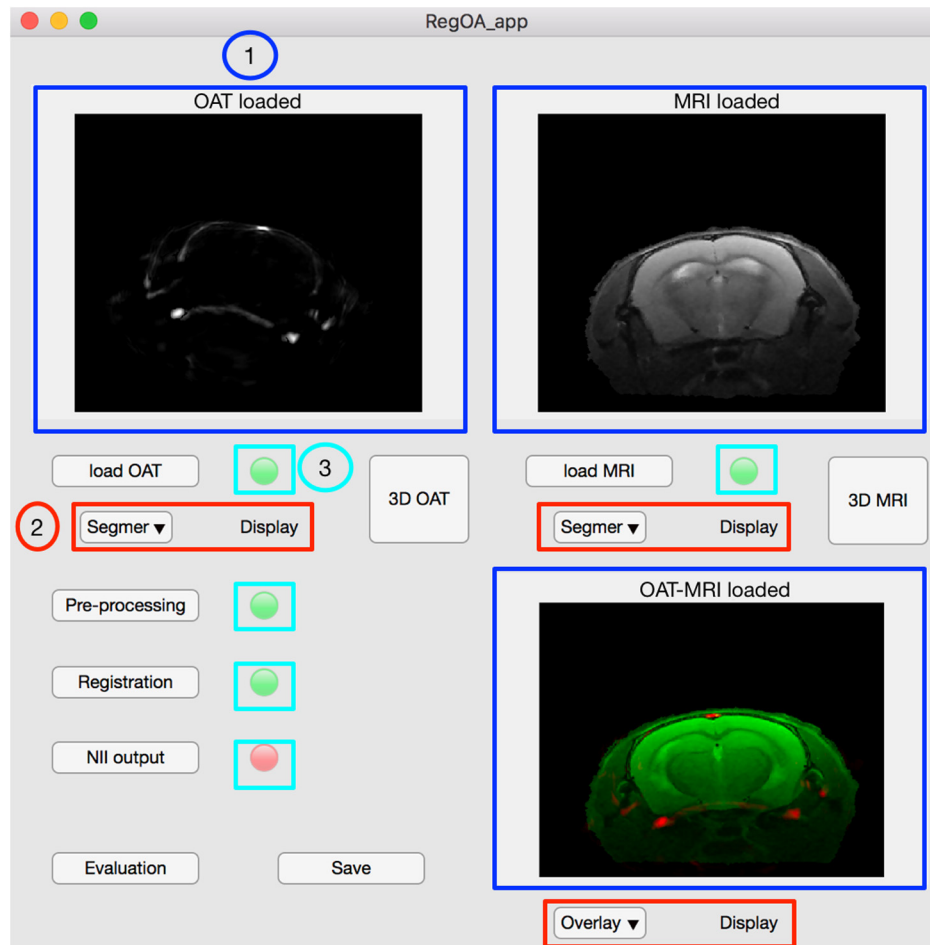 RegOA_app
1
OAT loaded
MRI loaded
load OAT
3
3D OAT
load MRI
3D MRI
2
Segmer ▼
Display
Segmer ▼
Display
Pre-processing
OAT-MRI loaded
Registration
NII output
Evaluation
Save
Overlay ▼
Display